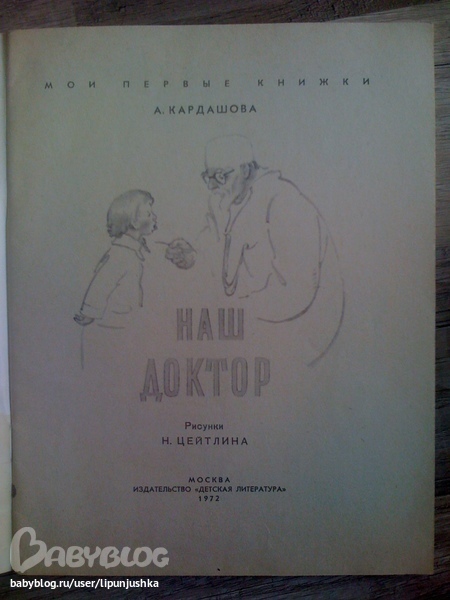 МОИ ПЕРВЫЕ КНИЖКИ
А. КАРДАШОВА
НАШ
ДОКТОР
Рисунки
Н. ЦЕЙТЛИНА
МОСКВА
ИЗДАТЕЛЬСТВО «ДЕТСКАЯ ЛИТЕРАТУРА»
1972
BABYBLOG
babyblog.ru/user/lipunjushka